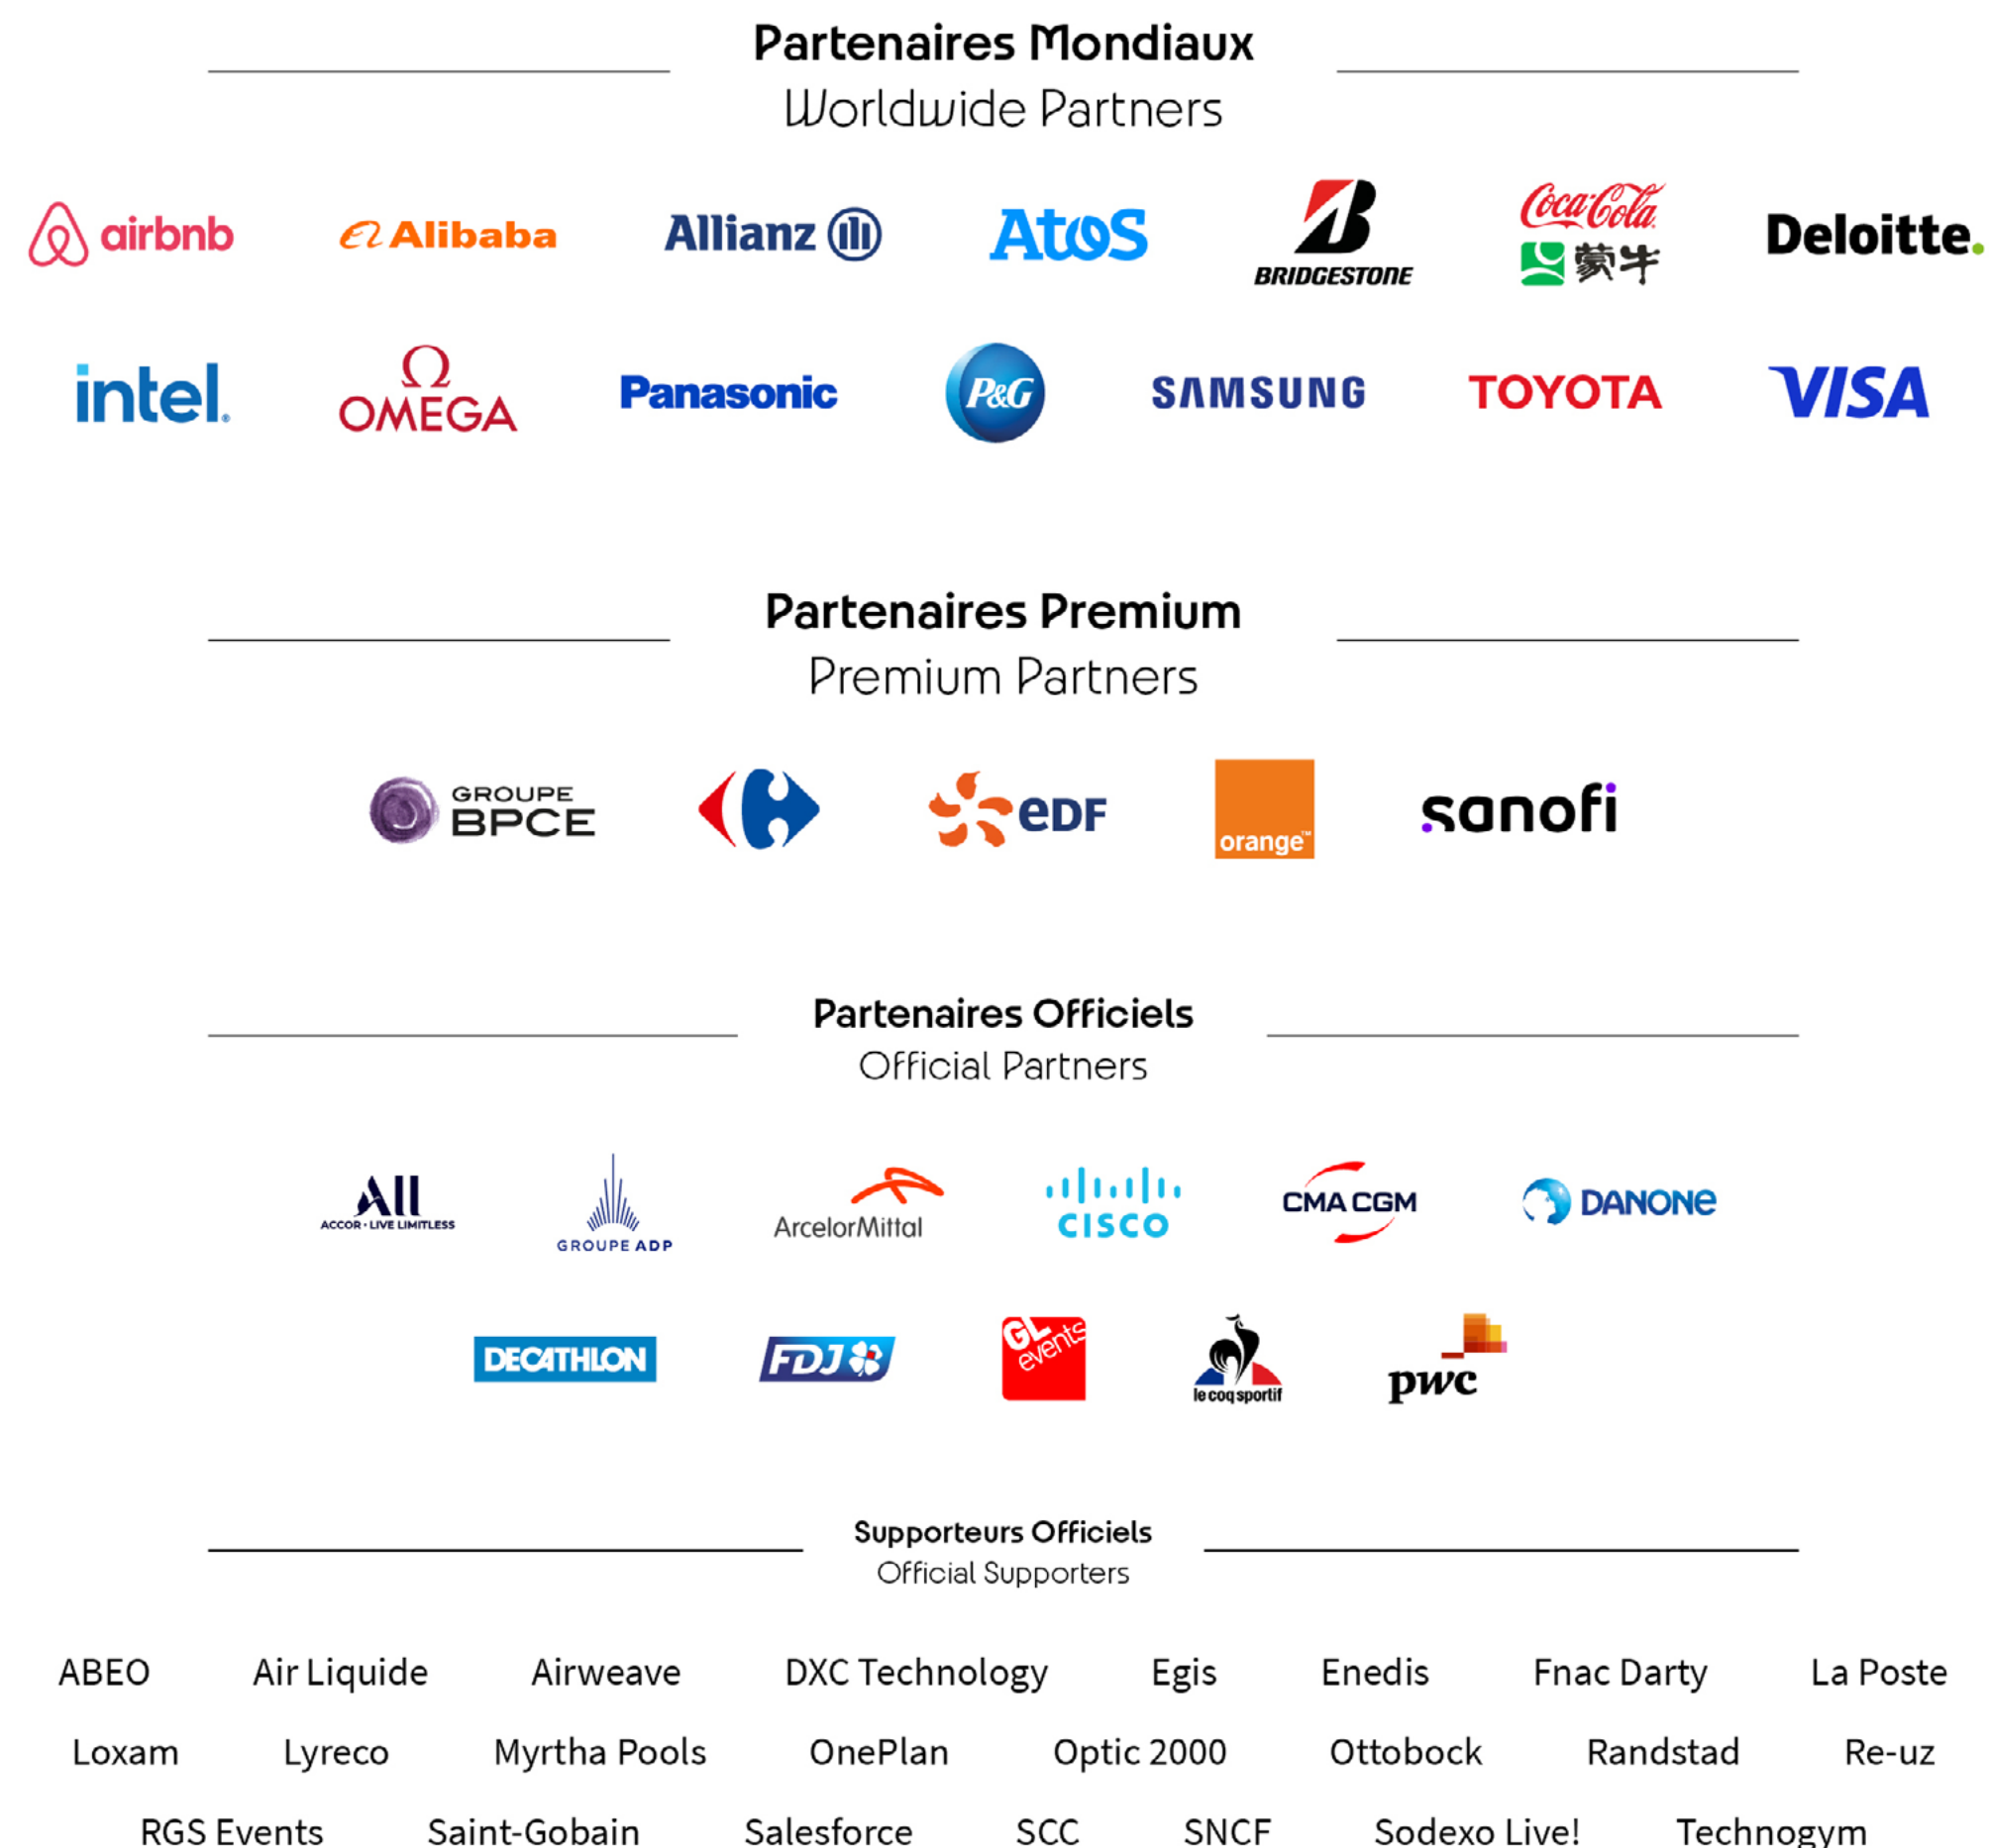 Partenaires Mondiaux
Worldwide Partners
airbnb Alibaba Allianz Atos BRIDGESTONE Coca-Cola 蒙牛 Deloitte.
intel. Ω OMEGA Panasonic P&G SAMSUNG TOYOTA VISA
Partenaires Premium
Premium Partners
GROUPE BPCE eDF orange™ sanofi
Partenaires Officiels
Official Partners
All ACCOR · LIVE LIMITLESS GROUPE ADP ArcelorMittal CISCO CMA CGM DANONE
DECATHLON FDJ GL events le coq sportif pwc
Supporteurs Officiels
Official Supporters
ABEO Air Liquide Airweave DXC Technology Egis Enedis Fnac Darty La Poste
Loxam Lyreco Myrtha Pools OnePlan Optic 2000 Ottobock Randstad Re-uz
RGS Events Saint-Gobain Salesforce SCC SNCF Sodexo Live! Technogym